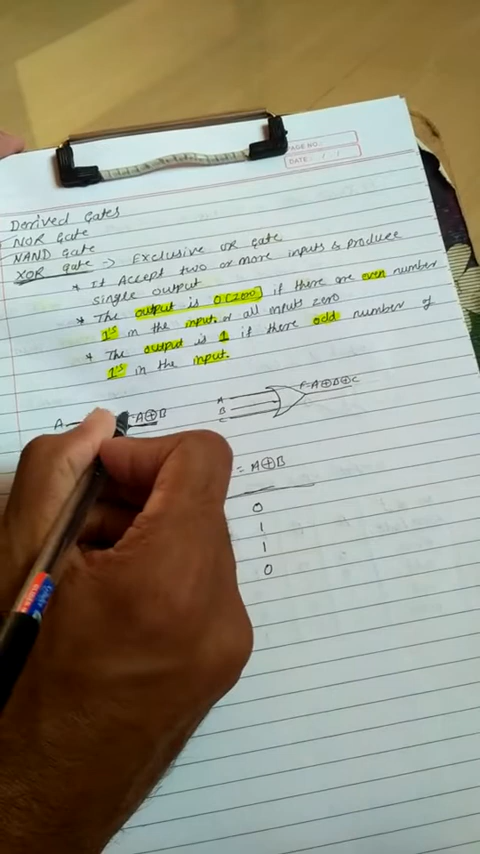 PAGE NO.
DATE: / /
Derived Gates
NOR Gate
NAND Gate
XOR gate -> Exclusive OR gate
* It Accept two or more inputs & produce
single output
* The output is 0 (zero) if there are even number
1's in the input. or all inputs zero
* The output is 1 if there odd number of
1's in the input.
A
A⊕B
A
B
C
F=A⊕B⊕C
= A⊕B
0
1
1
0